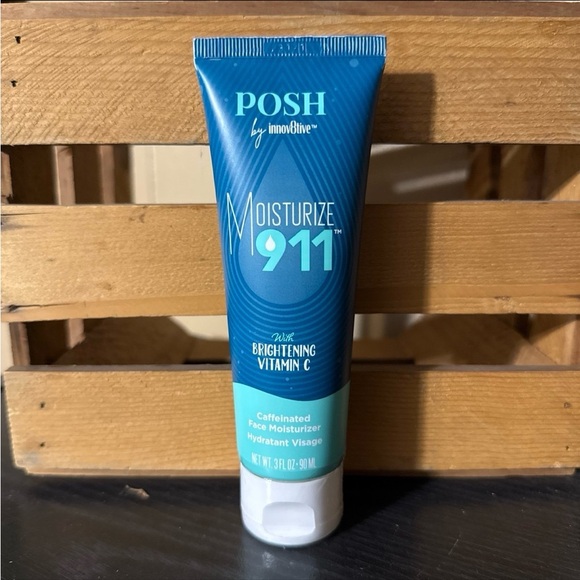 POSH
by innov8tive™
MOISTURIZE
911™
With
BRIGHTENING
VITAMIN C
Caffeinated
Face Moisturizer
Hydratant Visage
NET WT 3 FL OZ • 90 ML